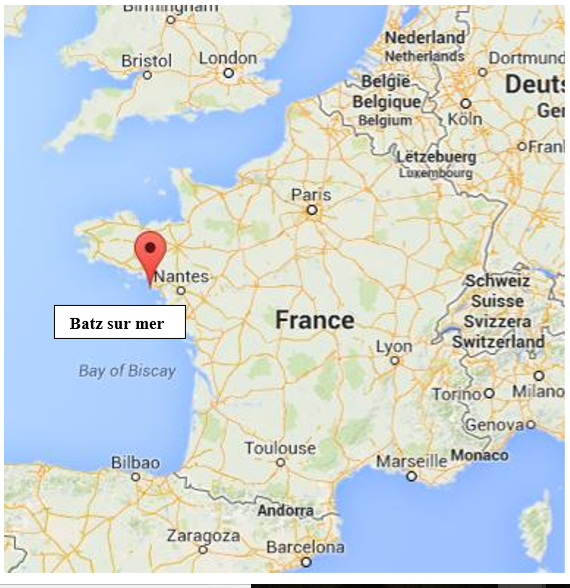 Birmingham
Bristol
London
Nederland
Netherlands
Dortmund
België
Belgique
Belgium
Deuts
Ger
Köln
Lëtzebuerg
Luxembourg
Fran
Paris
Nantes
Batz sur mer
France
Schweiz
Suisse
Svizzera
Switzerland
Lyon
Bay of Biscay
Torino
Milano
Genova
Toulouse
Bilbao
Marseille
Monaco
Andorra
Zaragoza
Barcelona